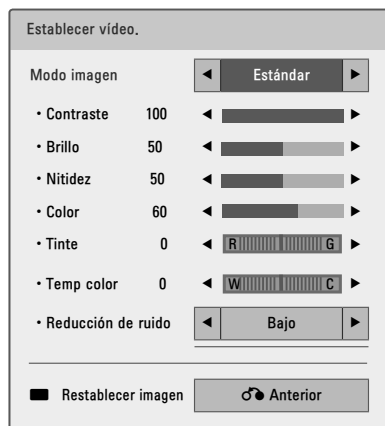 Establecer vídeo.
Modo imagen ◄ Estándar ►
• Contraste 100 ◄ ►
• Brillo 50 ◄ ►
• Nitidez 50 ◄ ►
• Color 60 ◄ ►
• Tinte 0 ◄ R G ►
• Temp color 0 ◄ W C ►
• Reducción de ruido ◄ Bajo ►
Restablecer imagen Anterior